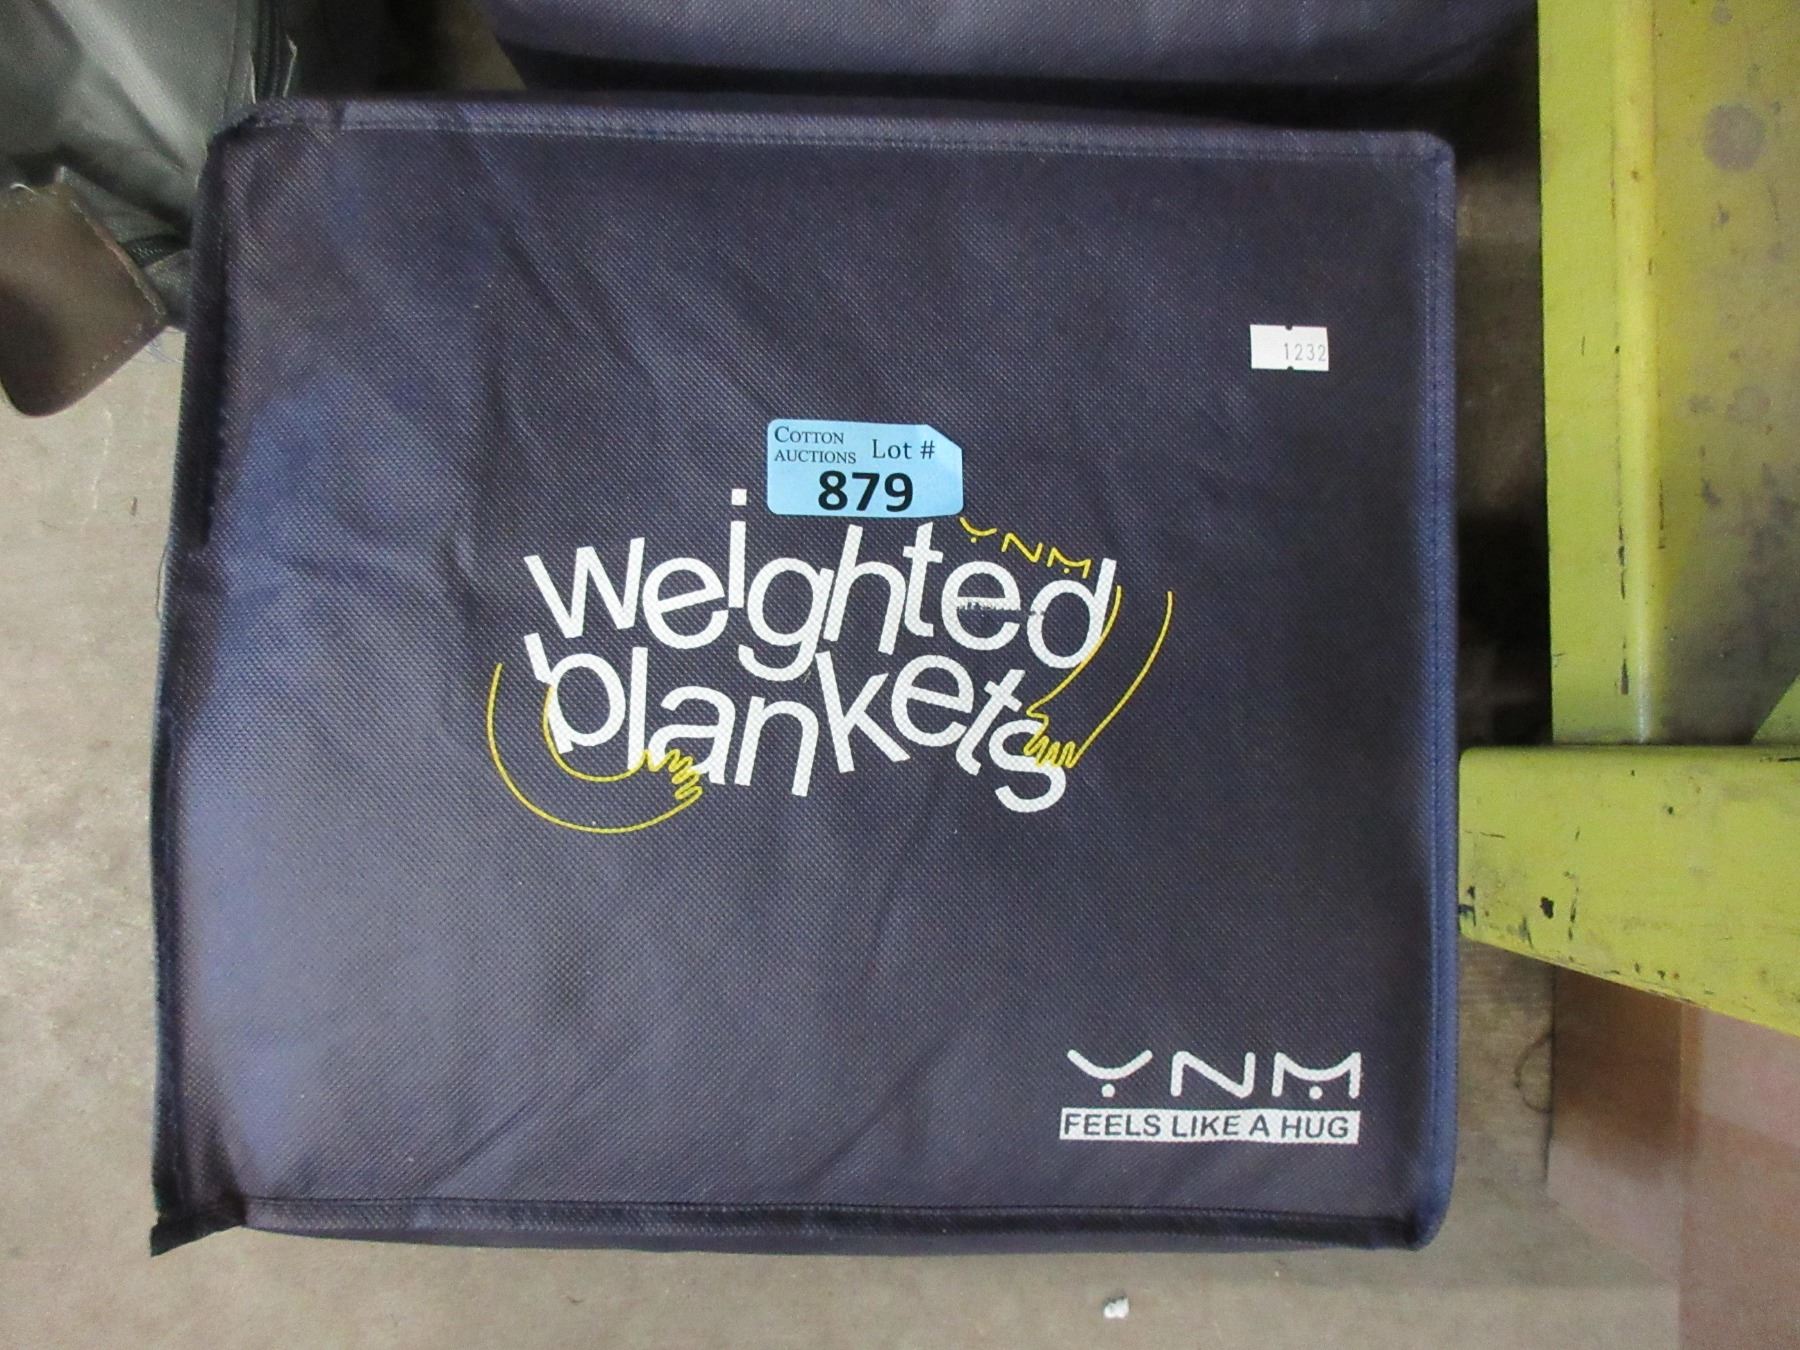 1232
COTTON
AUCTIONS Lot #
879
YNM
weighted
blankets
YNM
FEELS LIKE A HUG